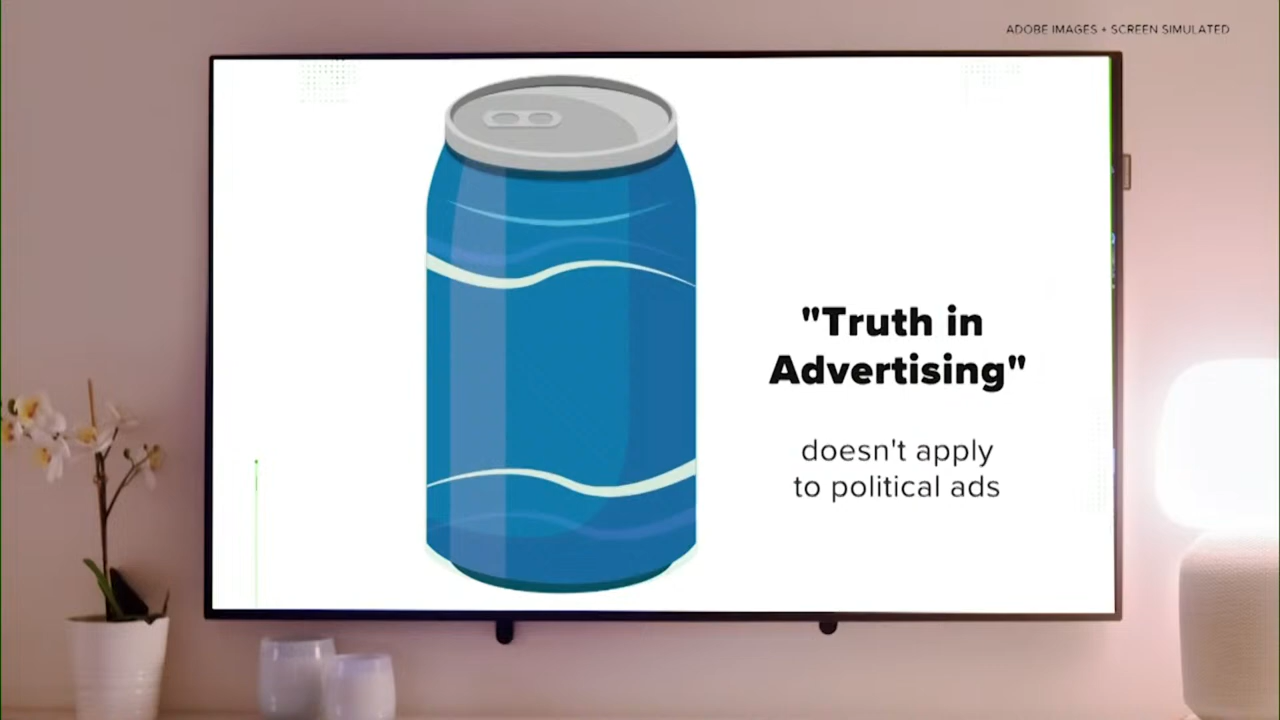 ADOBE IMAGES + SCREEN SIMULATED
"Truth in
Advertising"
doesn't apply
to political ads